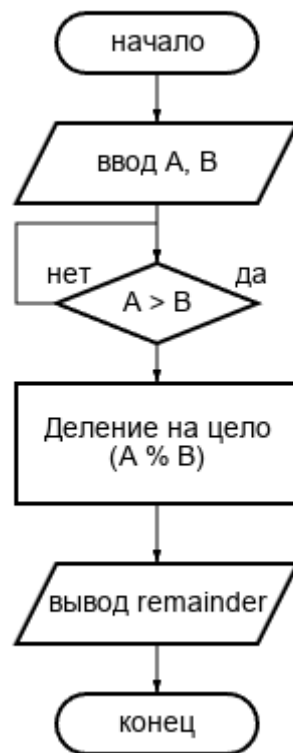 начало
ввод A, B
нет
да
A > B
Деление на цело
(A % B)
вывод remainder
конец